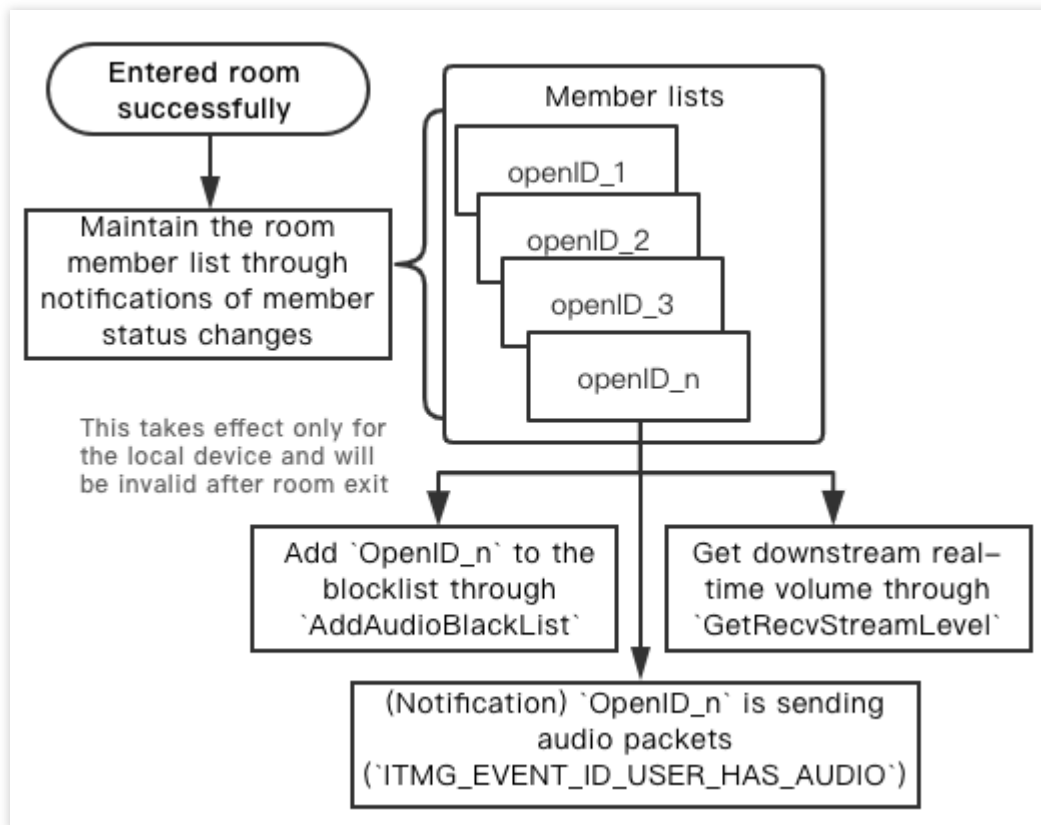 Entered room
successfully
Member lists
openID_1
openID_2
openID_3
openID_n
Maintain the room
member list through
notifications of member
status changes
This takes effect only for
the local device and will
be invalid after room exit
Add `OpenID_n` to the
blocklist through
`AddAudioBlackList`
Get downstream real-
time volume through
`GetRecvStreamLevel`
(Notification) `OpenID_n` is sending
audio packets
(`ITMG_EVENT_ID_USER_HAS_AUDIO`)